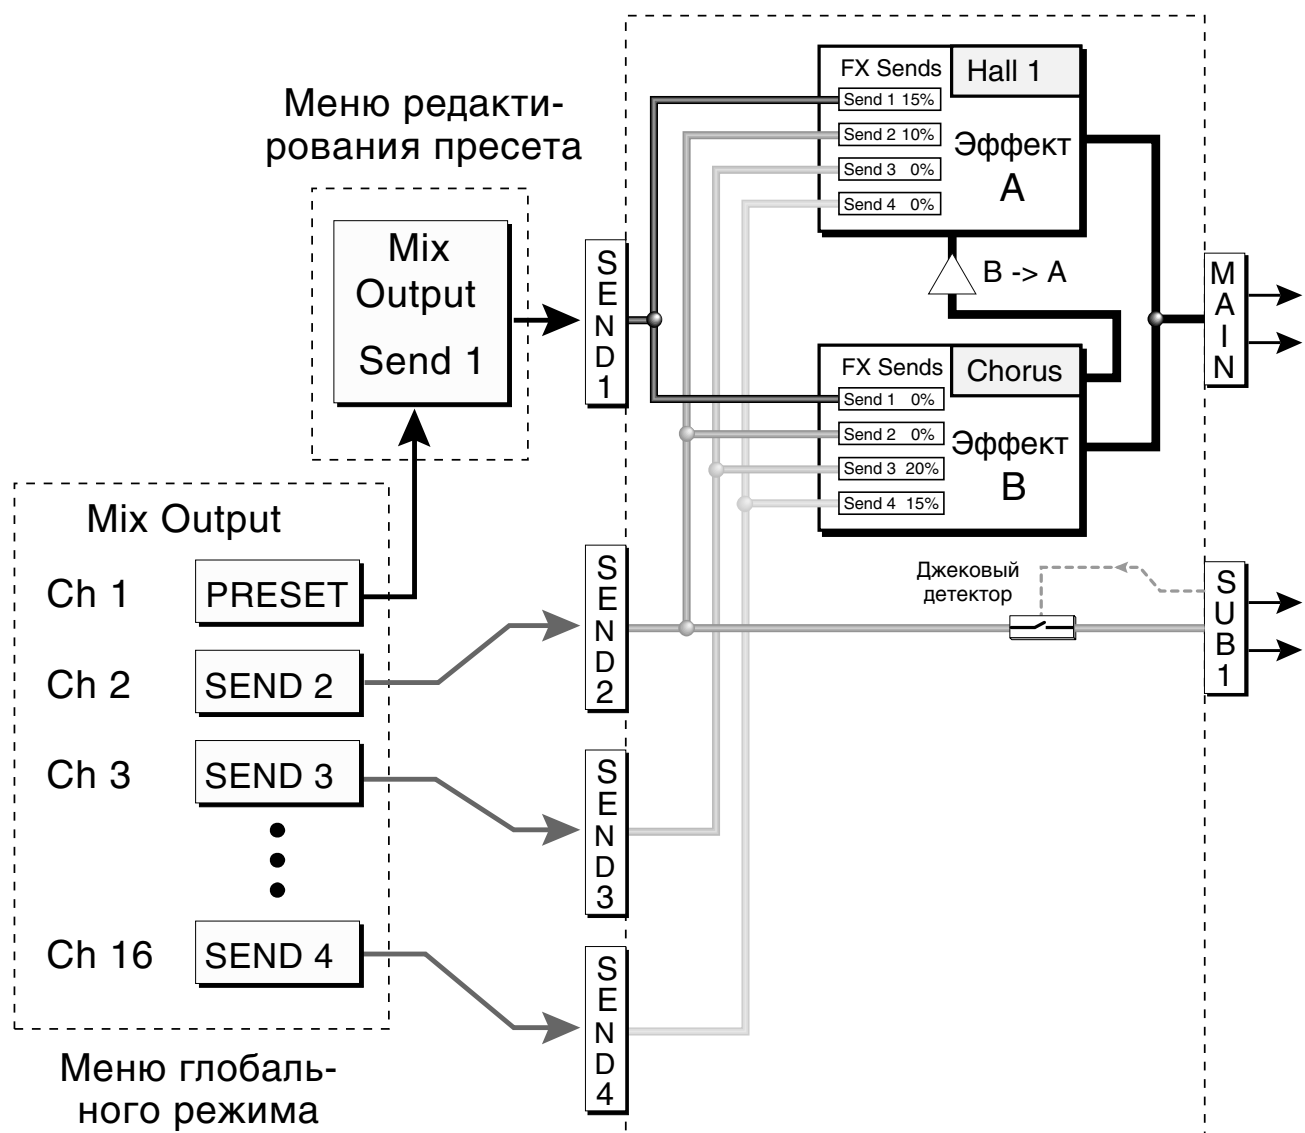 Меню редакти-
рования пресета
Mix
Output
Send 1
SEND1
FX Sends
Hall 1
Send 1 15%
Send 2 10%
Send 3 0%
Send 4 0%
Эффект
A
B -> A
MAIN
FX Sends
Chorus
Send 1 0%
Send 2 0%
Send 3 20%
Send 4 15%
Эффект
B
Mix Output
Ch 1
PRESET
Ch 2
SEND 2
Ch 3
SEND 3
Ch 16
SEND 4
SEND2
Джековый
детектор
SUB1
SEND3
SEND4
Меню глобаль-
ного режима